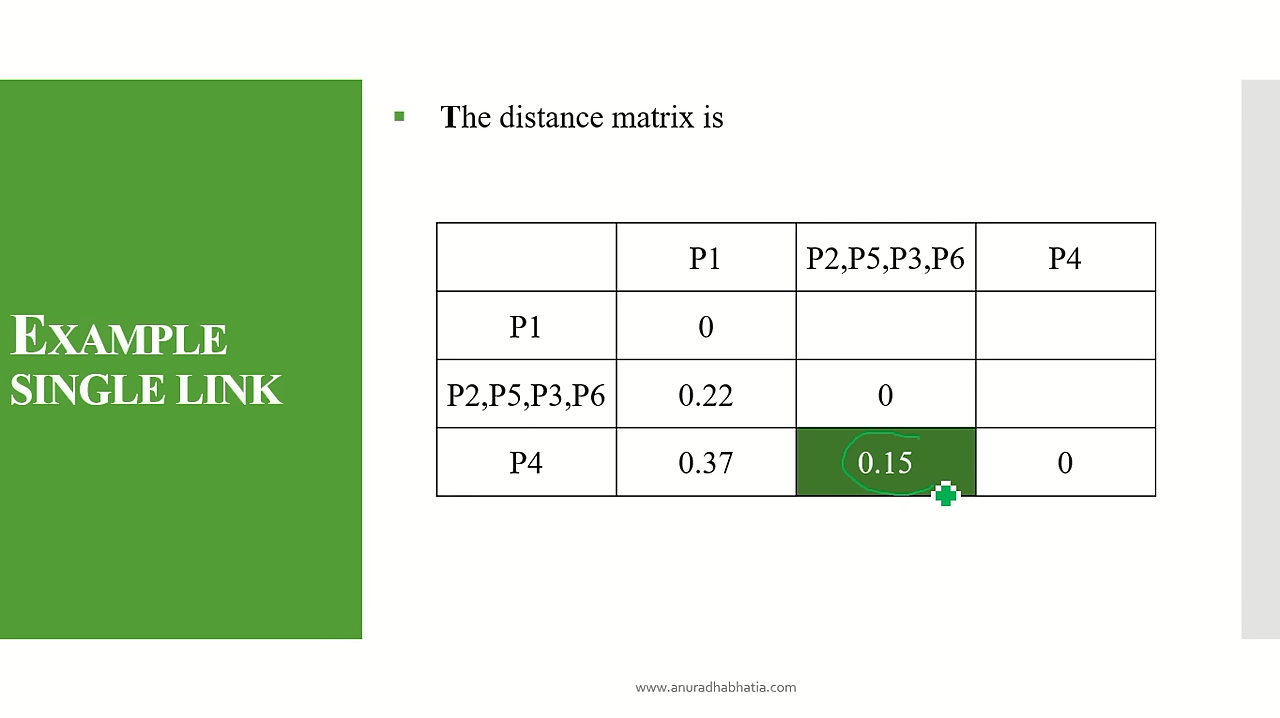 EXAMPLE
SINGLE LINK
▪ The distance matrix is
P1 P2,P5,P3,P6 P4
P1 0
P2,P5,P3,P6 0.22 0
P4 0.37 0.15 0
www.anuradhabhatia.com